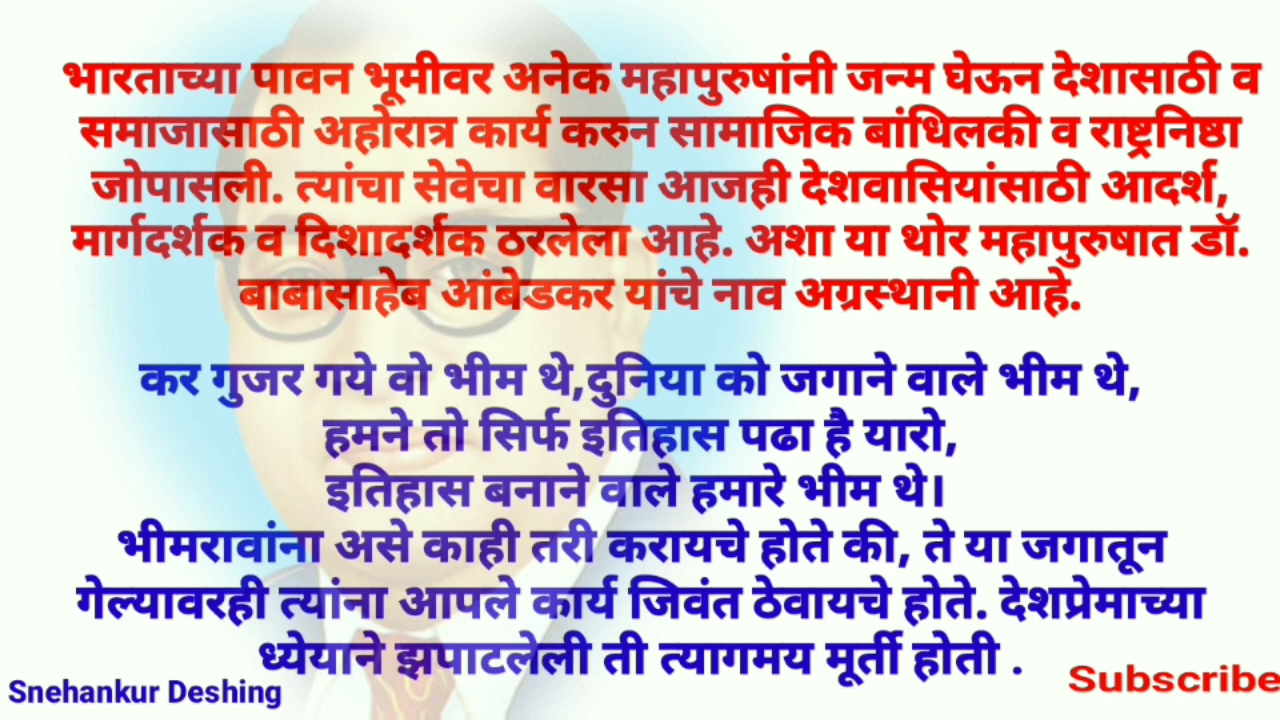 भारताच्या पावन भूमीवर अनेक महापुरुषांनी जन्म घेऊन देशासाठी व
समाजासाठी अहोरात्र कार्य करुन सामाजिक बांधिलकी व राष्ट्रनिष्ठा
जोपासली. त्यांचा सेवेचा वारसा आजही देशवासियांसाठी आदर्श,
मार्गदर्शक व दिशादर्शक ठरलेला आहे. अशा या थोर महापुरुषात डॉ.
बाबासाहेब आंबेडकर यांचे नाव अग्रस्थानी आहे.
कर गुजर गये वो भीम थे,दुनिया को जगाने वाले भीम थे,
हमने तो सिर्फ इतिहास पढा है यारो,
इतिहास बनाने वाले हमारे भीम थे।
भीमरावांना असे काही तरी करायचे होते की, ते या जगातून
गेल्यावरही त्यांना आपले कार्य जिवंत ठेवायचे होते. देशप्रेमाच्या
ध्येयाने झपाटलेली ती त्यागमय मूर्ती होती .
Snehankur Deshing
Subscribe